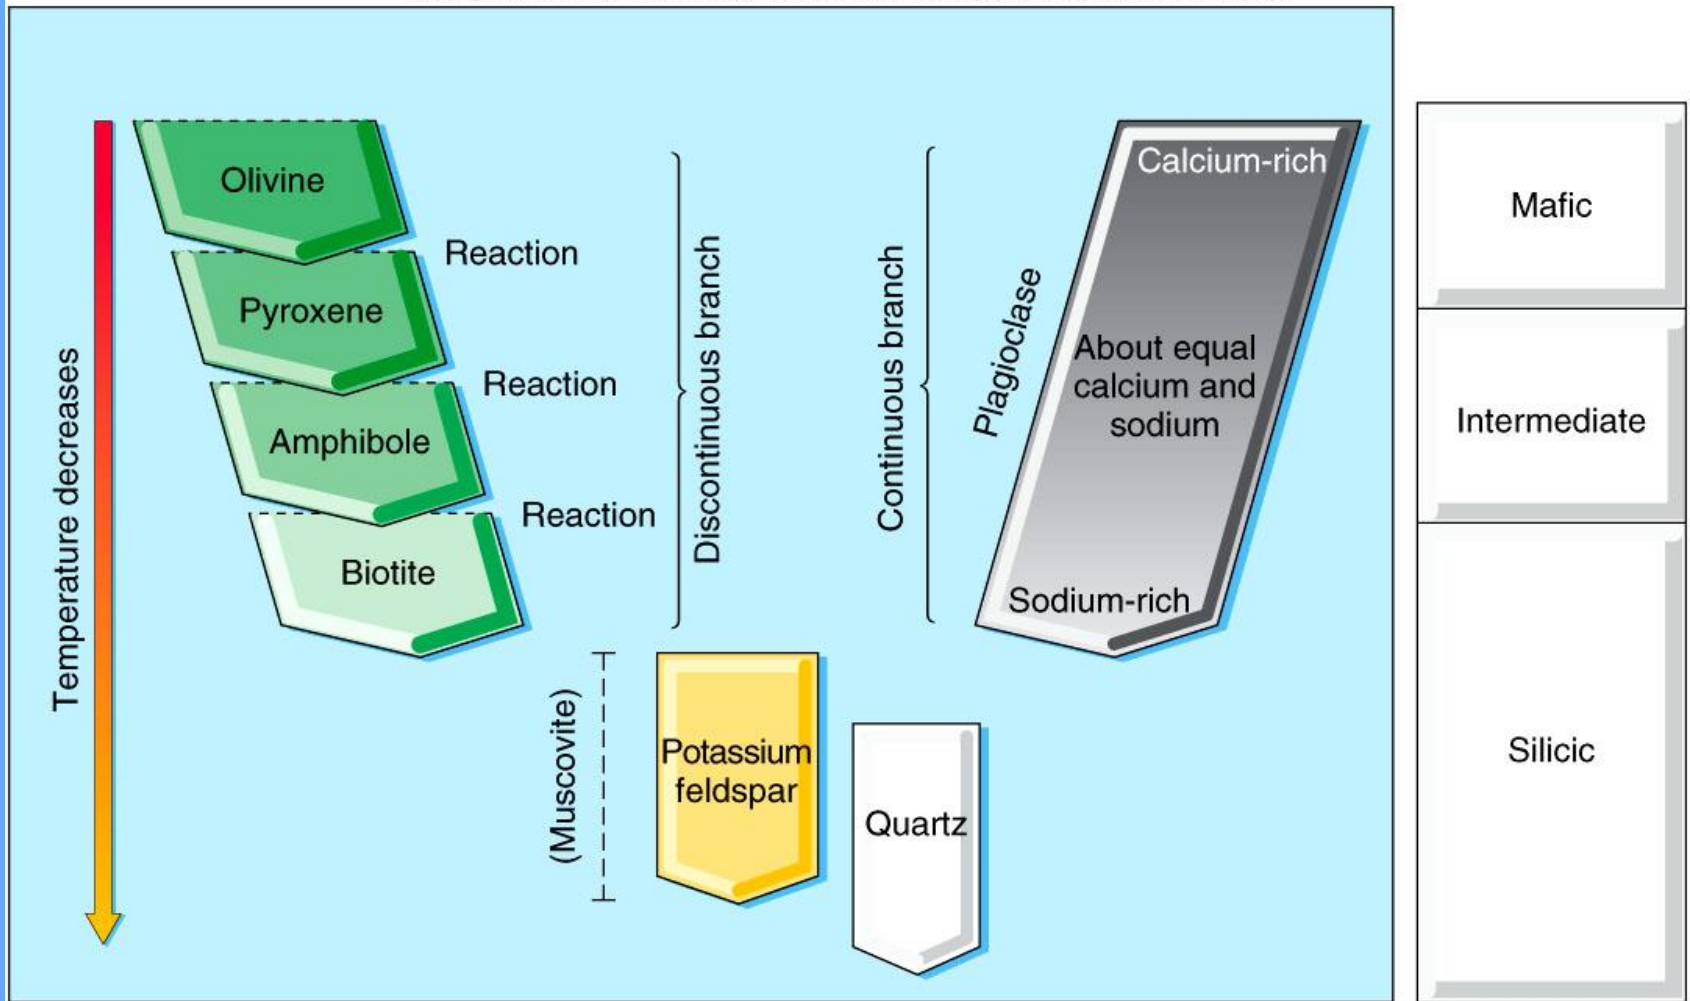 Temperature decreases
Olivine
Reaction
Pyroxene
Reaction
Amphibole
Reaction
Biotite
Discontinuous branch
Continuous branch
Plagioclase
Calcium-rich
About equal
calcium and
sodium
Sodium-rich
(Muscovite)
Potassium
feldspar
Quartz
Mafic
Intermediate
Silicic